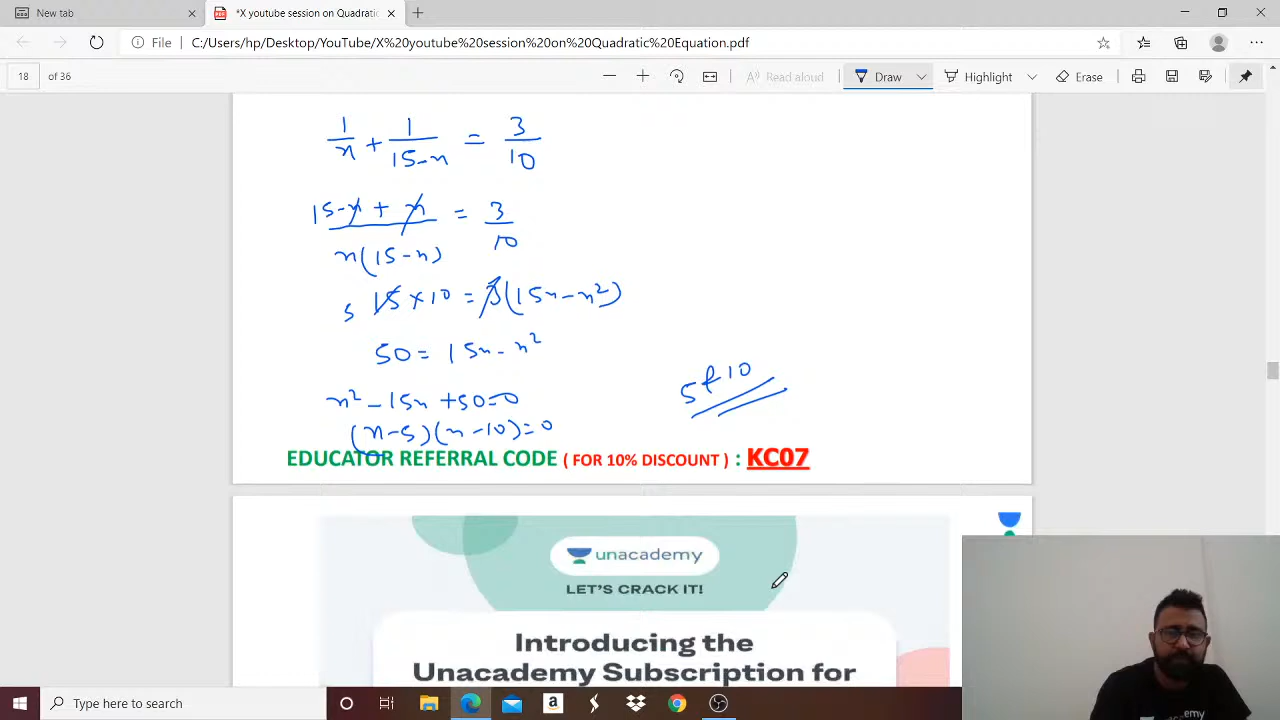 New tab
*X youtube session on Quadratic
File
C:/Users/hp/Desktop/YouTube/X%20youtube%20session%20on%20Quadratic%20Equation.pdf
18 of 36
Read aloud
Draw
Highlight
Erase
1/x + 1/15-x = 3/10
15-x + x / x(15-x) = 3/10
5 15 × 10 = 3(15x - x²)
50 = 15x - x²
x² - 15x + 50 = 0
5 & 10
(x-5)(x-10)=0
EDUCATOR REFERRAL CODE ( FOR 10% DISCOUNT ) : KC07
unacademy
LET'S CRACK IT!
Introducing the
Unacademy Subscription for
emy
Type here to search